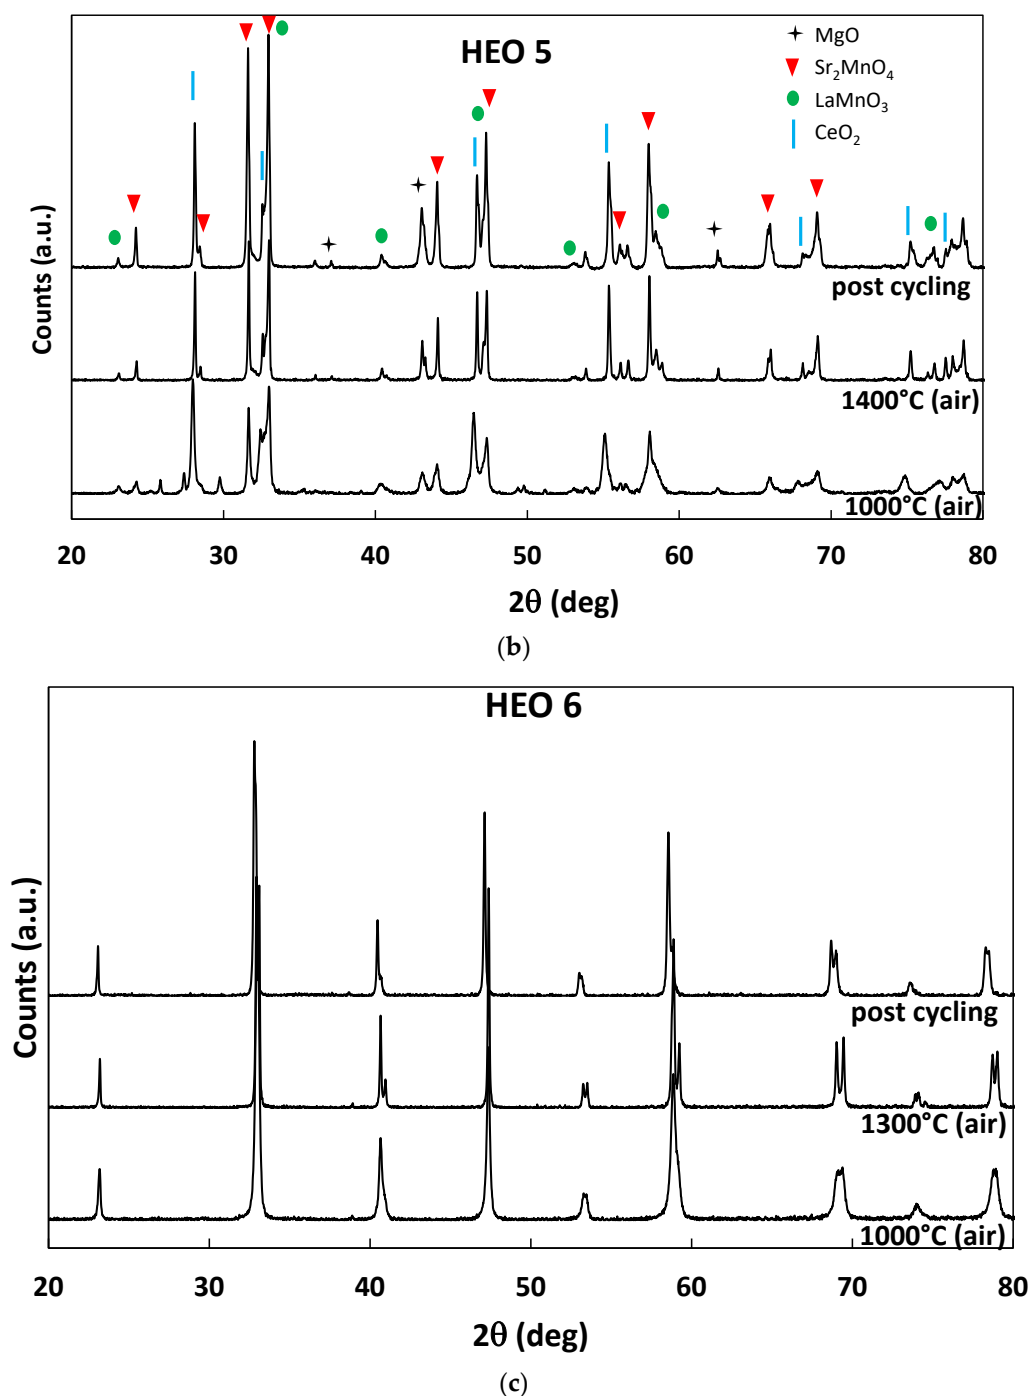 HEO 5
MgO
Sr2MnO4
LaMnO3
CeO2
Counts (a.u.)
post cycling
1400°C (air)
1000°C (air)
20 30 40 50 60 70 80
2θ (deg)
(b)
HEO 6
Counts (a.u.)
post cycling
1300°C (air)
1000°C (air)
20 30 40 50 60 70 80
2θ (deg)
(c)